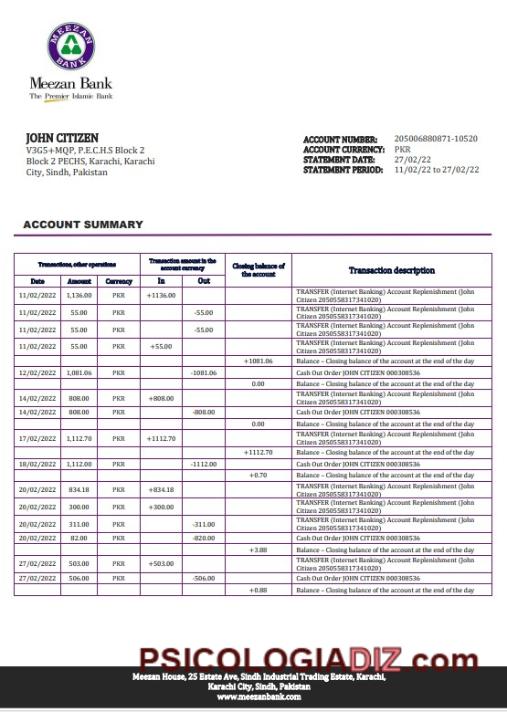 MEEZAN
BANK
Meezan Bank
The Premier Islamic Bank
JOHN CITIZEN
V3G5+MQP, P.E.C.H.S Block 2
Block 2 PECHS, Karachi, Karachi
City, Sindh, Pakistan
ACCOUNT NUMBER: 205006880871-10520
ACCOUNT CURRENCY: PKR
STATEMENT DATE: 27/02/22
STATEMENT PERIOD: 11/02/22 to 27/02/22
ACCOUNT SUMMARY
Transactions, other operations
Transaction amount in the
account currency
Closing balance of
the account
Transaction description
Date Amount Currency In Out
11/02/2022 1,136.00 PKR +1136.00 TRANSFER (Internet Banking) Account Replenishment (John
Citizen 2050558317341020)
11/02/2022 55.00 PKR -55.00 TRANSFER (Internet Banking) Account Replenishment (John
Citizen 2050558317341020)
11/02/2022 55.00 PKR -55.00 TRANSFER (Internet Banking) Account Replenishment (John
Citizen 2050558317341020)
11/02/2022 55.00 PKR +55.00 TRANSFER (Internet Banking) Account Replenishment (John
Citizen 2050558317341020)
+1081.06 Balance – Closing balance of the account at the end of the day
12/02/2022 1,081.06 PKR -1081.06 Cash Out Order JOHN CITIZEN 000308536
0.00 Balance – Closing balance of the account at the end of the day
14/02/2022 808.00 PKR +808.00 TRANSFER (Internet Banking) Account Replenishment (John
Citizen 2050558317341020)
14/02/2022 808.00 PKR -808.00 Cash Out Order JOHN CITIZEN 000308536
0.00 Balance – Closing balance of the account at the end of the day
17/02/2022 1,112.70 PKR +1112.70 TRANSFER (Internet Banking) Account Replenishment (John
Citizen 2050558317341020)
+1112.70 Balance – Closing balance of the account at the end of the day
18/02/2022 1,112.00 PKR -1112.00 Cash Out Order JOHN CITIZEN 000308536
+0.70 Balance – Closing balance of the account at the end of the day
20/02/2022 834.18 PKR +834.18 TRANSFER (Internet Banking) Account Replenishment (John
Citizen 2050558317341020)
20/02/2022 300.00 PKR +300.00 TRANSFER (Internet Banking) Account Replenishment (John
Citizen 2050558317341020)
20/02/2022 311.00 PKR -311.00 TRANSFER (Internet Banking) Account Replenishment (John
Citizen 2050558317341020)
20/02/2022 82.00 PKR -820.00 Cash Out Order JOHN CITIZEN 000308536
+3.88 Balance – Closing balance of the account at the end of the day
27/02/2022 503.00 PKR +503.00 TRANSFER (Internet Banking) Account Replenishment (John
Citizen 2050558317341020)
27/02/2022 506.00 PKR -506.00 Cash Out Order JOHN CITIZEN 000308536
+0.88 Balance – Closing balance of the account at the end of the day
PSICOLOGIADIZ.com
Meezan House, 25 Estate Ave, Sindh Industrial Trading Estate, Karachi,
Karachi City, Sindh, Pakistan
www.meezanbank.com